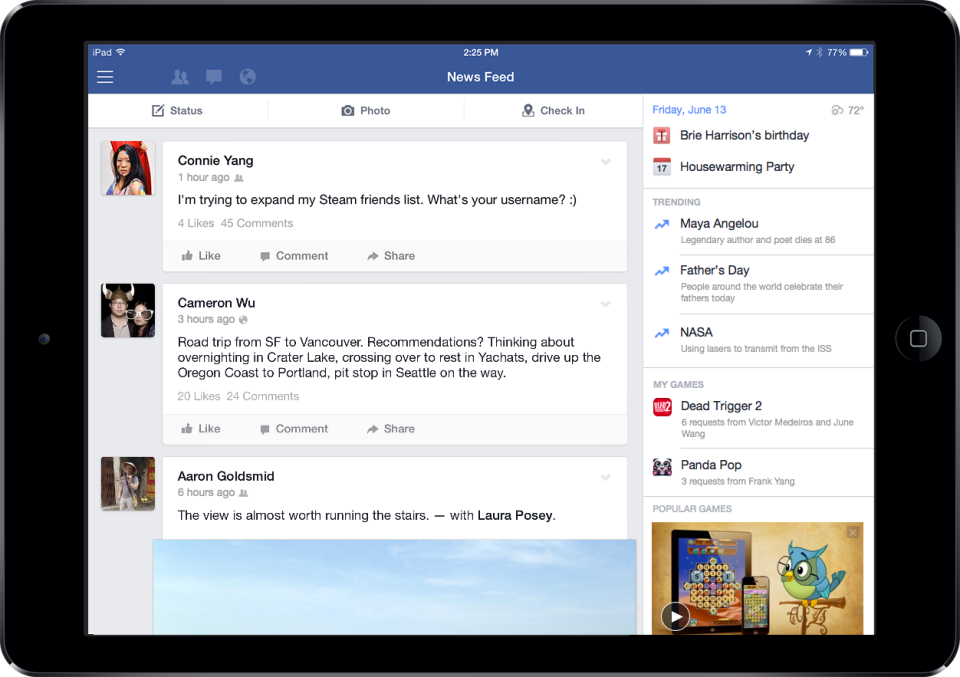 iPad 2:25 PM 77%
News Feed
Status Photo Check In
Connie Yang
1 hour ago
I'm trying to expand my Steam friends list. What's your username? :)
4 Likes 45 Comments
Like Comment Share
Cameron Wu
3 hours ago
Road trip from SF to Vancouver. Recommendations? Thinking about
overnighting in Crater Lake, crossing over to rest in Yachats, drive up the
Oregon Coast to Portland, pit stop in Seattle on the way.
20 Likes 24 Comments
Like Comment Share
Aaron Goldsmid
6 hours ago
The view is almost worth running the stairs. — with Laura Posey.
Friday, June 13 72°
Brie Harrison's birthday
17 Housewarming Party
TRENDING
Maya Angelou
Legendary author and poet dies at 86
Father's Day
People around the world celebrate their
fathers today
NASA
Using lasers to transmit from the ISS
MY GAMES
Dead Trigger 2
6 requests from Victor Medeiros and June
Wang
Panda Pop
3 requests from Frank Yang
POPULAR GAMES